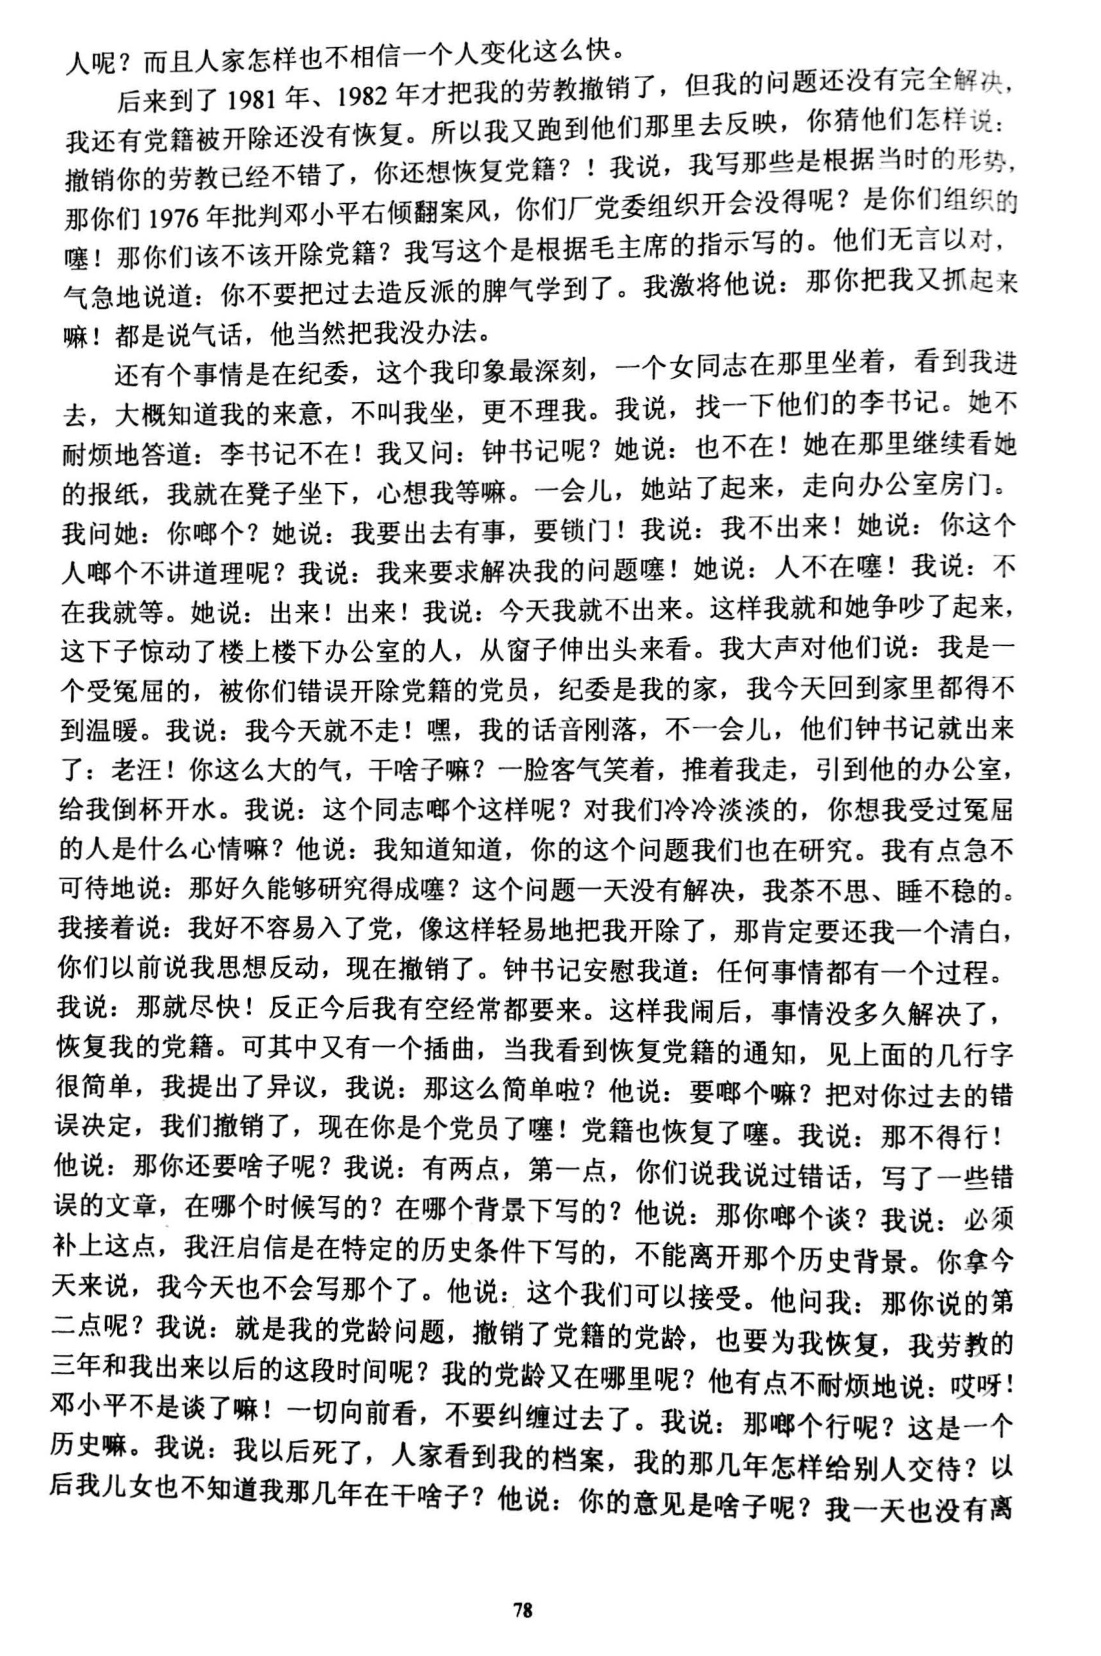 人呢？而且人家怎样也不相信一个人变化这么快。
后来到了 1981 年、1982 年才把我的劳教撤销了，但我的问题还没有完全解决，
我还有党籍被开除还没有恢复。所以我又跑到他们那里去反映，你猜他们怎样说：
撤销你的劳教已经不错了，你还想恢复党籍？！我说，我写那些是根据当时的形势，
那你们 1976 年批判邓小平右倾翻案风，你们厂党委组织开会没得呢？是你们组织的
噻！那你们该不该开除党籍？我写这个是根据毛主席的指示写的。他们无言以对，
气急地说道：你不要把过去造反派的脾气学到了。我激将他说：那你把我又抓起来
嘛！都是说气话，他当然把我没办法。
还有个事情是在纪委，这个我印象最深刻，一个女同志在那里坐着，看到我进
去，大概知道我的来意，不叫我坐，更不理我。我说，找一下他们的李书记。她不
耐烦地答道：李书记不在！我又问：钟书记呢？她说：也不在！她在那里继续看她
的报纸，我就在凳子坐下，心想我等嘛。一会儿，她站了起来，走向办公室房门。
我问她：你啷个？她说：我要出去有事，要锁门！我说：我不出来！她说：你这个
人啷个不讲道理呢？我说：我来要求解决我的问题噻！她说：人不在噻！我说：不
在我就等。她说：出来！出来！我说：今天我就不出来。这样我就和她争吵了起来，
这下子惊动了楼上楼下办公室的人，从窗子伸出头来看。我大声对他们说：我是一
个受冤屈的，被你们错误开除党籍的党员，纪委是我的家，我今天回到家里都得不
到温暖。我说：我今天就不走！嘿，我的话音刚落，不一会儿，他们钟书记就出来
了：老汪！你这么大的气，干啥子嘛？一脸客气笑着，推着我走，引到他的办公室，
给我倒杯开水。我说：这个同志啷个这样呢？对我们冷冷淡淡的，你想我受过冤屈
的人是什么心情嘛？他说：我知道知道，你的这个问题我们也在研究。我有点急不
可待地说：那好久能够研究得成噻？这个问题一天没有解决，我茶不思、睡不稳的。
我接着说：我好不容易入了党，像这样轻易地把我开除了，那肯定要还我一个清白，
你们以前说我思想反动，现在撤销了。钟书记安慰我道：任何事情都有一个过程。
我说：那就尽快！反正今后我有空经常都要来。这样我闹后，事情没多久解决了，
恢复我的党籍。可其中又有一个插曲，当我看到恢复党籍的通知，见上面的几行字
很简单，我提出了异议，我说：那这么简单啦？他说：要啷个嘛？把对你过去的错
误决定，我们撤销了，现在你是个党员了噻！党籍也恢复了噻。我说：那不得行！
他说：那你还要啥子呢？我说：有两点，第一点，你们说我说过错话，写了一些错
误的文章，在哪个时候写的？在哪个背景下写的？他说：那你啷个谈？我说：必须
补上这点，我汪启信是在特定的历史条件下写的，不能离开那个历史背景。你拿今
天来说，我今天也不会写那个了。他说：这个我们可以接受。他问我：那你说的第
二点呢？我说：就是我的党龄问题，撤销了党籍的党龄，也要为我恢复，我劳教的
三年和我出来以后的这段时间呢？我的党龄又在哪里呢？他有点不耐烦地说：哎呀！
邓小平不是谈了嘛！一切向前看，不要纠缠过去了。我说：那啷个行呢？这是一个
历史嘛。我说：我以后死了，人家看到我的档案，我的那几年怎样给别人交待？以
后我儿女也不知道我那几年在干啥子？他说：你的意见是啥子呢？我一天也没有离
78